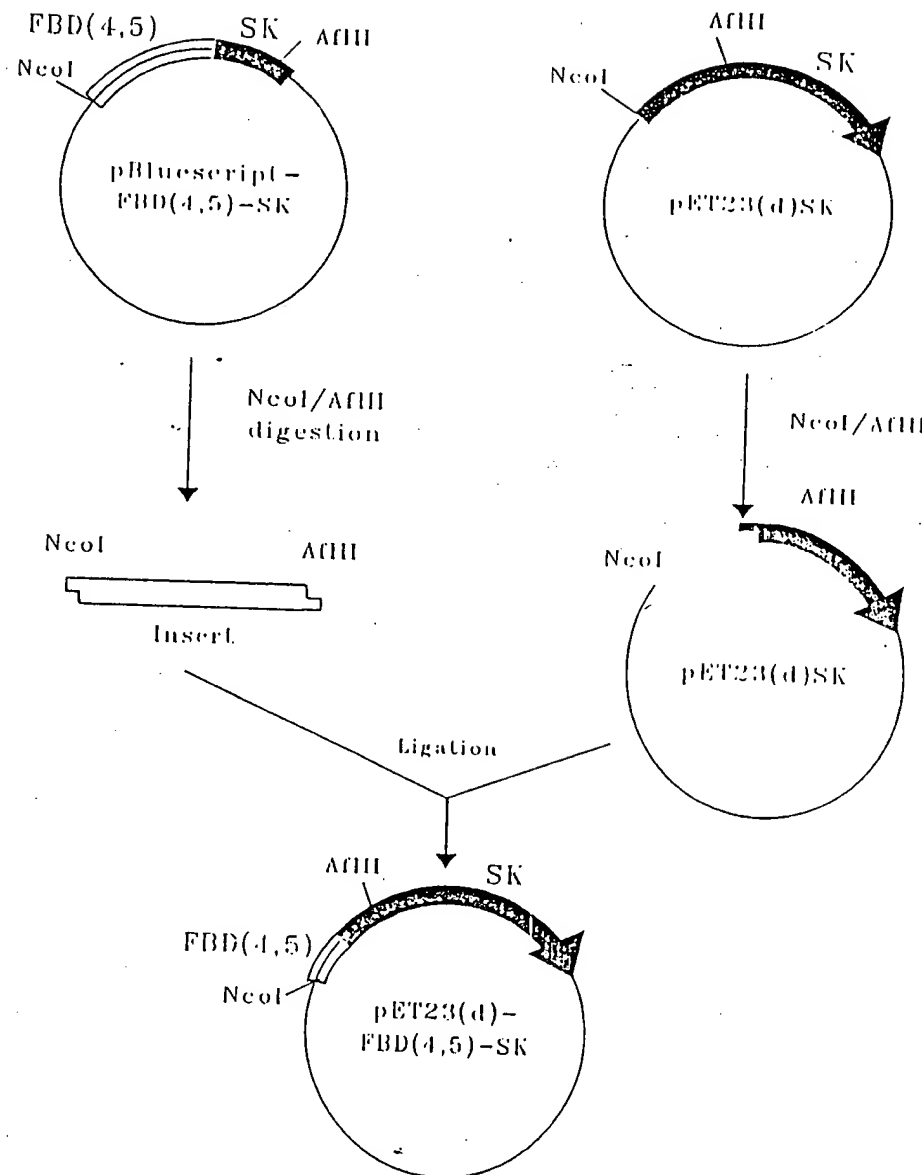 FBD(4,5)
SK
AflII
NcoI
pBluescript-
FBD(4,5)-SK
NcoI/AflII
digestion
NcoI
AflII
Insert
AflII
SK
NcoI
pET23(d)SK
NcoI/AflII
AflII
NcoI
pET23(d)SK
Ligation
AflII
SK
FBD(4,5)
NcoI
pET23(d)-
FBD(4,5)-SK